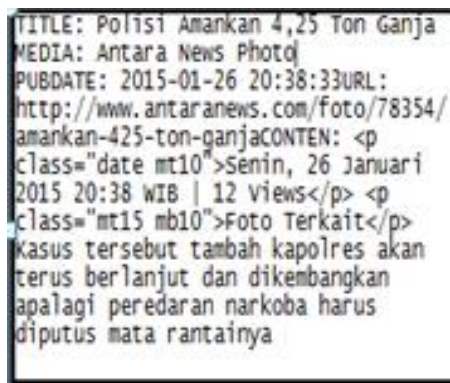 TITLE: Polisi Amankan 4,25 Ton Ganja
MEDIA: Antara News Photo
PUBDATE: 2015-01-26 20:38:33URL:
http://www.antaranews.com/foto/78354/
amankan-425-ton-ganjaCONTEN: <p
class="date mt10">Senin, 26 Januari
2015 20:38 WIB | 12 Views</p> <p
class="mt15 mb10">Foto Terkait</p>
Kasus tersebut tambah kapolres akan
terus berlanjut dan dikembangkan
apalagi peredaran narkoba harus
diputus mata rantainya